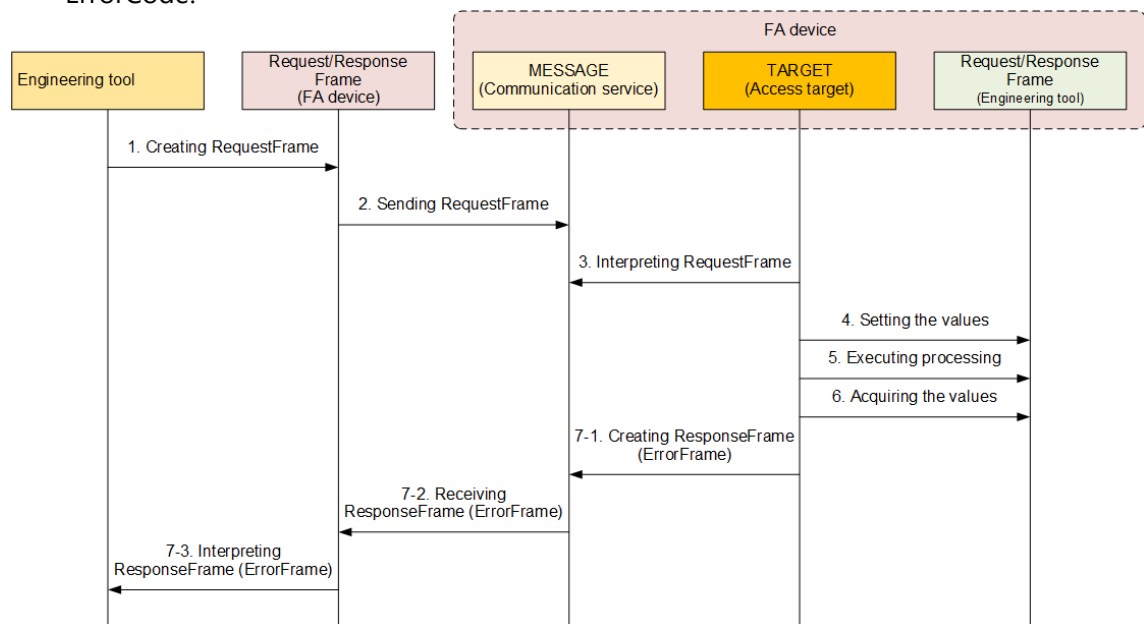 ErrorCode.
FA device
Engineering tool
Request/Response
Frame
(FA device)
MESSAGE
(Communication service)
TARGET
(Access target)
Request/Response
Frame
(Engineering tool)
1. Creating RequestFrame
2. Sending RequestFrame
3. Interpreting RequestFrame
4. Setting the values
5. Executing processing
6. Acquiring the values
7-1. Creating ResponseFrame
(ErrorFrame)
7-2. Receiving
ResponseFrame (ErrorFrame)
7-3. Interpreting
ResponseFrame (ErrorFrame)